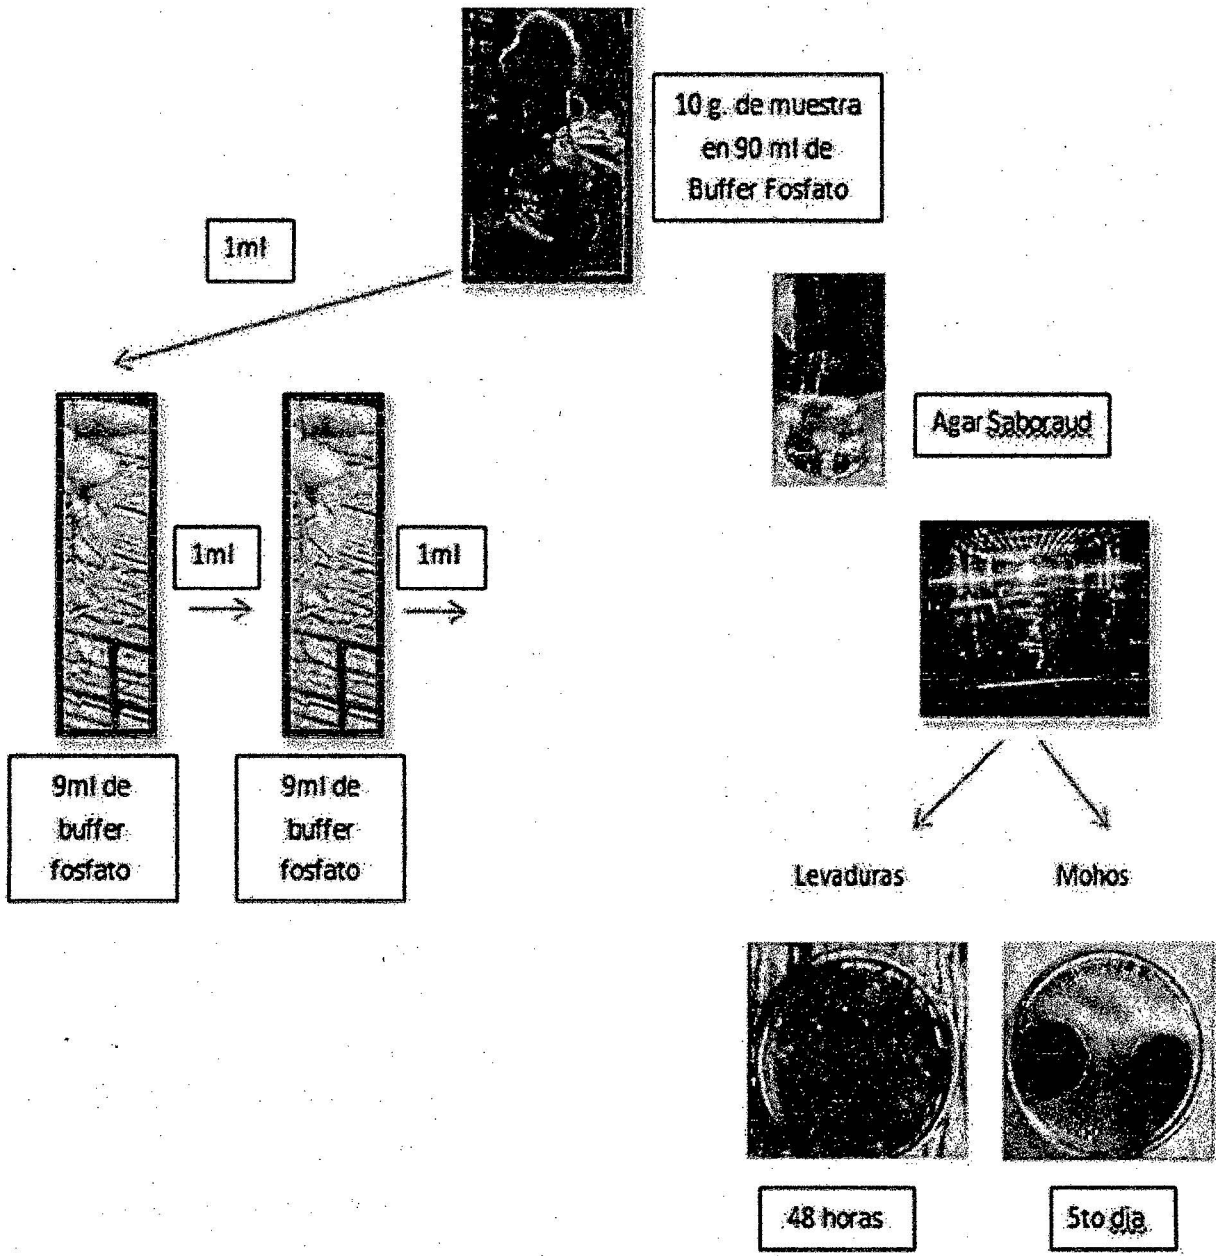 10 g. de muestra
en 90 ml de
Buffer Fosfato
1ml
Agar Saboraud
1ml
1ml
9ml de
buffer
fosfato
9ml de
buffer
fosfato
Levaduras
Mohos
48 horas
5to dia